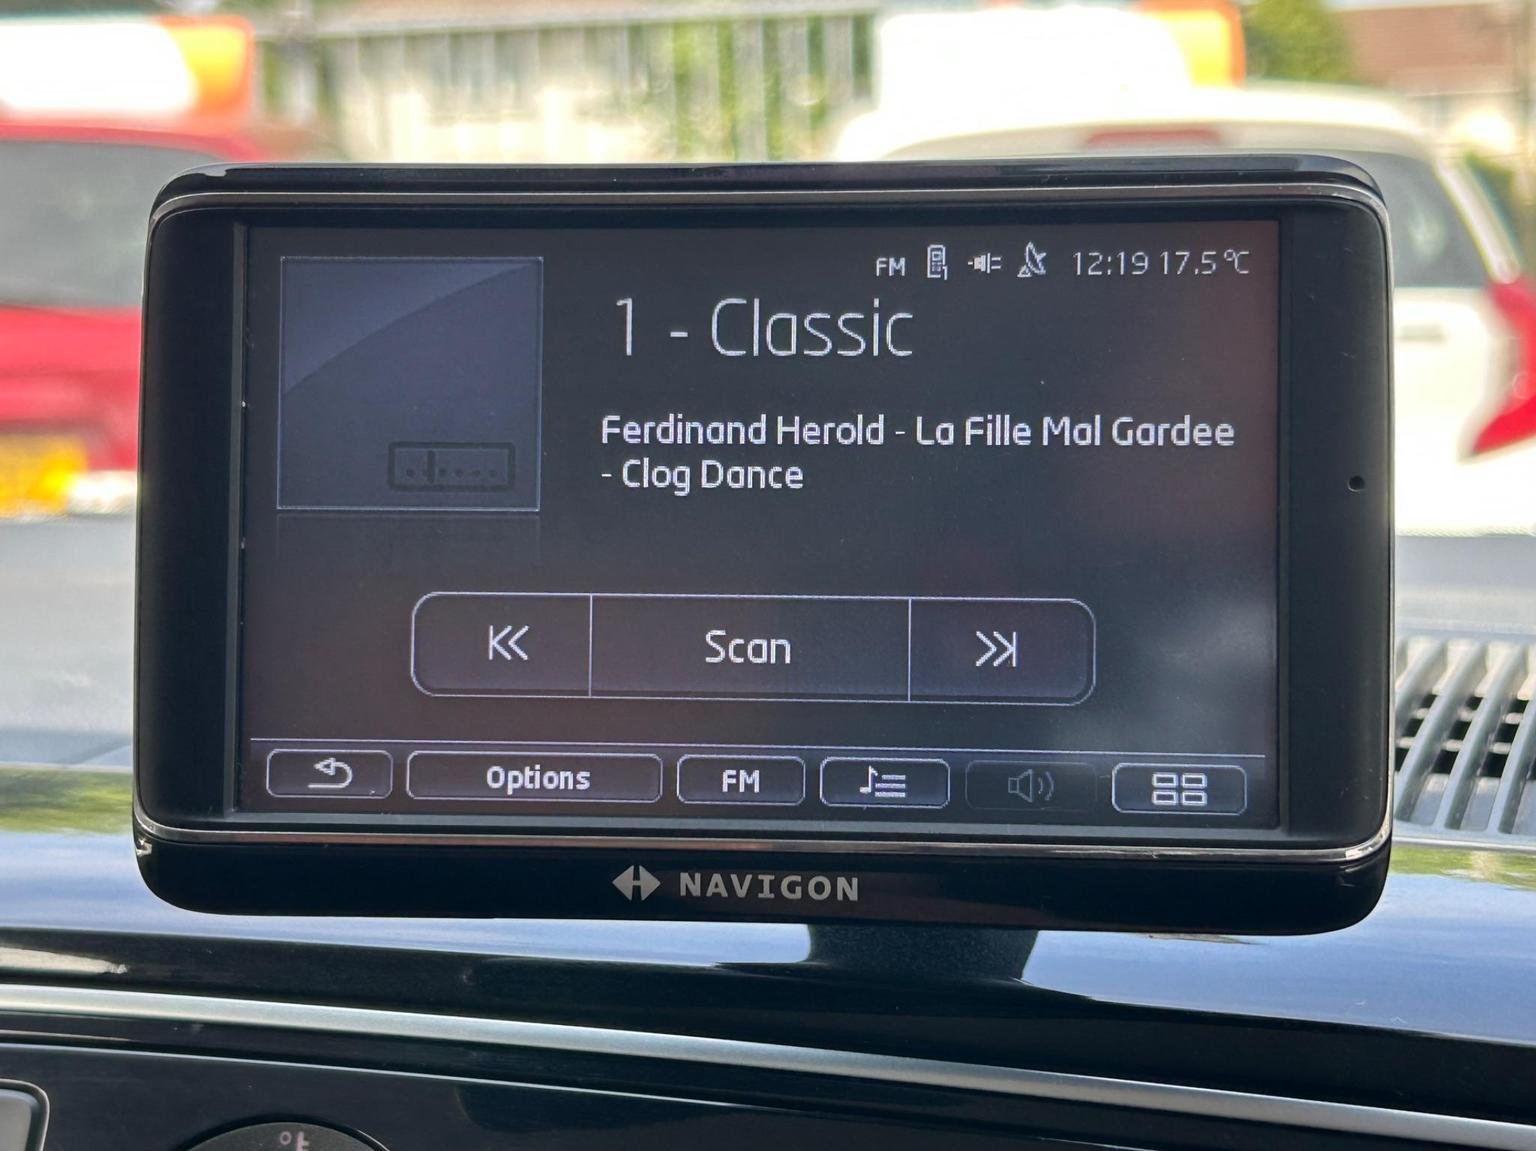 FM 12:19 17.5°C
1 - Classic
Ferdinand Herold - La Fille Mal Gardee
- Clog Dance
Scan
Options FM
NAVIGON